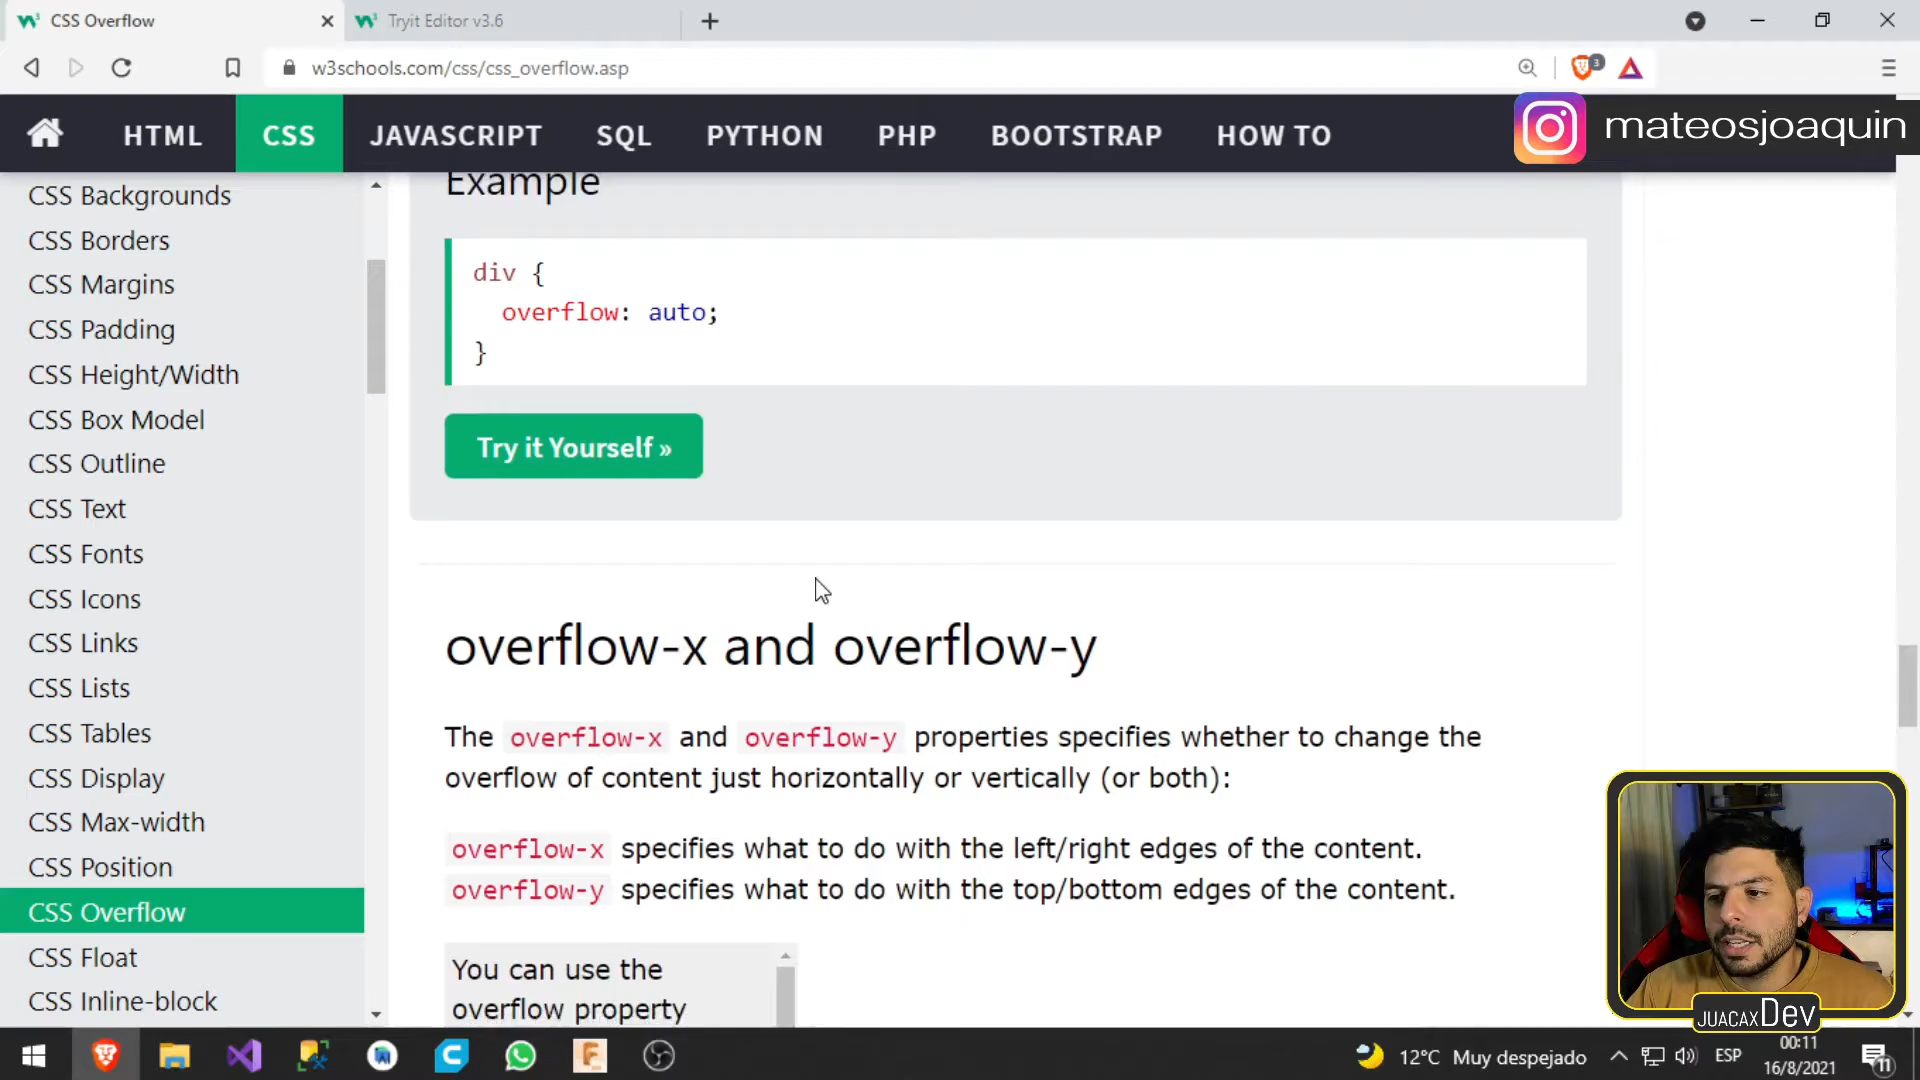 CSS Overflow
Tryit Editor v3.6
w3schools.com/css/css_overflow.asp
3
HTML
CSS
JAVASCRIPT
SQL
PYTHON
PHP
BOOTSTRAP
HOW TO
mateosjoaquin
CSS Backgrounds
CSS Borders
CSS Margins
CSS Padding
CSS Height/Width
CSS Box Model
CSS Outline
CSS Text
CSS Fonts
CSS Icons
CSS Links
CSS Lists
CSS Tables
CSS Display
CSS Max-width
CSS Position
CSS Overflow
CSS Float
CSS Inline-block
Example
div {
overflow: auto;
}
Try it Yourself »
overflow-x and overflow-y
The overflow-x and overflow-y properties specifies whether to change the
overflow of content just horizontally or vertically (or both):
overflow-x specifies what to do with the left/right edges of the content.
overflow-y specifies what to do with the top/bottom edges of the content.
You can use the
overflow property
JUACAXDev
12°C Muy despejado
ESP
00:11
16/8/2021
11